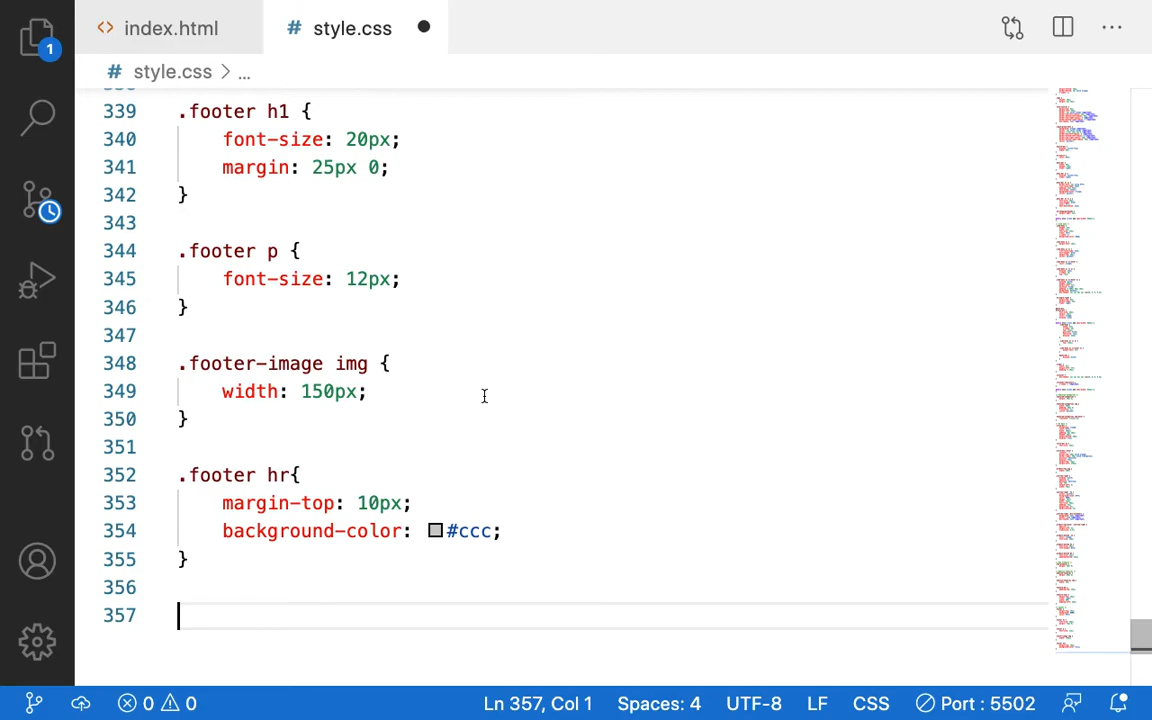 1
index.html
# style.css
# style.css > ...
339 .footer h1 {
340 font-size: 20px;
341 margin: 25px 0;
342 }
343
344 .footer p {
345 font-size: 12px;
346 }
347
348 .footer-image img {
349 width: 150px;
350 }
351
352 .footer hr{
353 margin-top: 10px;
354 background-color: #ccc;
355 }
356
357
0 0 Ln 357, Col 1 Spaces: 4 UTF-8 LF CSS Port : 5502